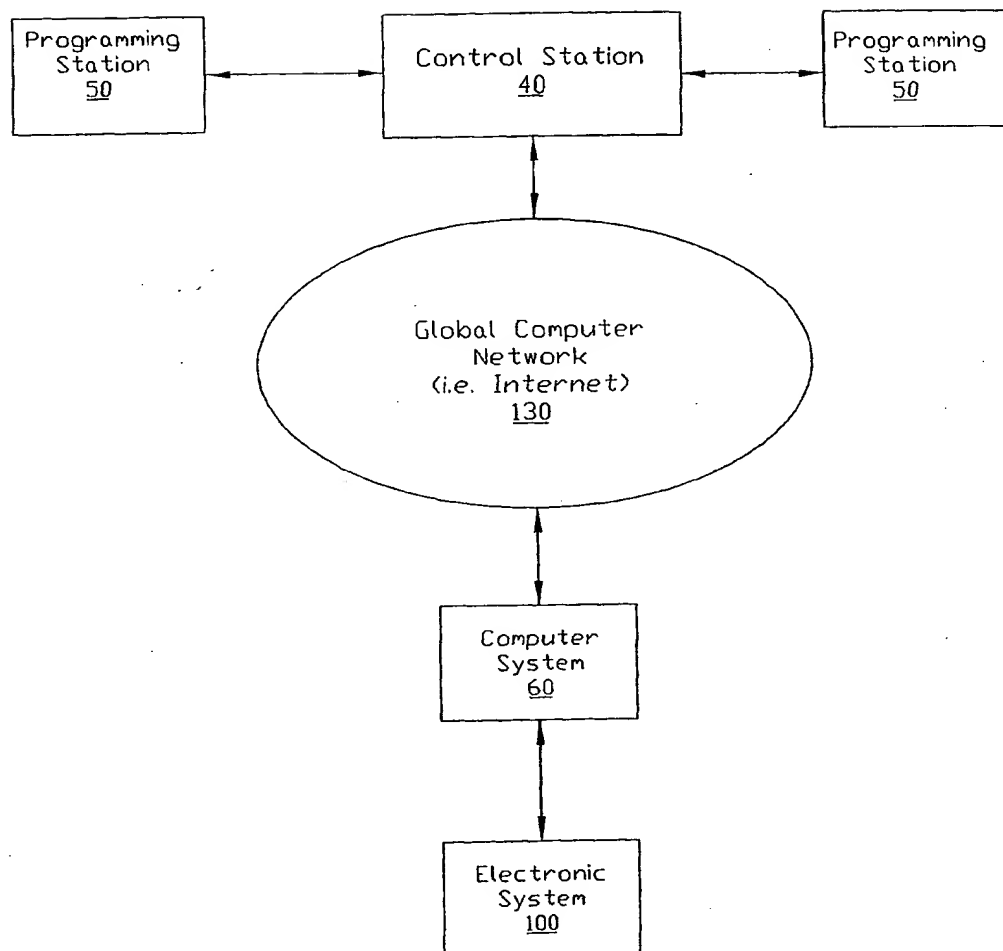 Programming
Station
50
Control Station
40
Programming
Station
50
Global Computer
Network
(i.e. Internet)
130
Computer
System
60
Electronic
System
100